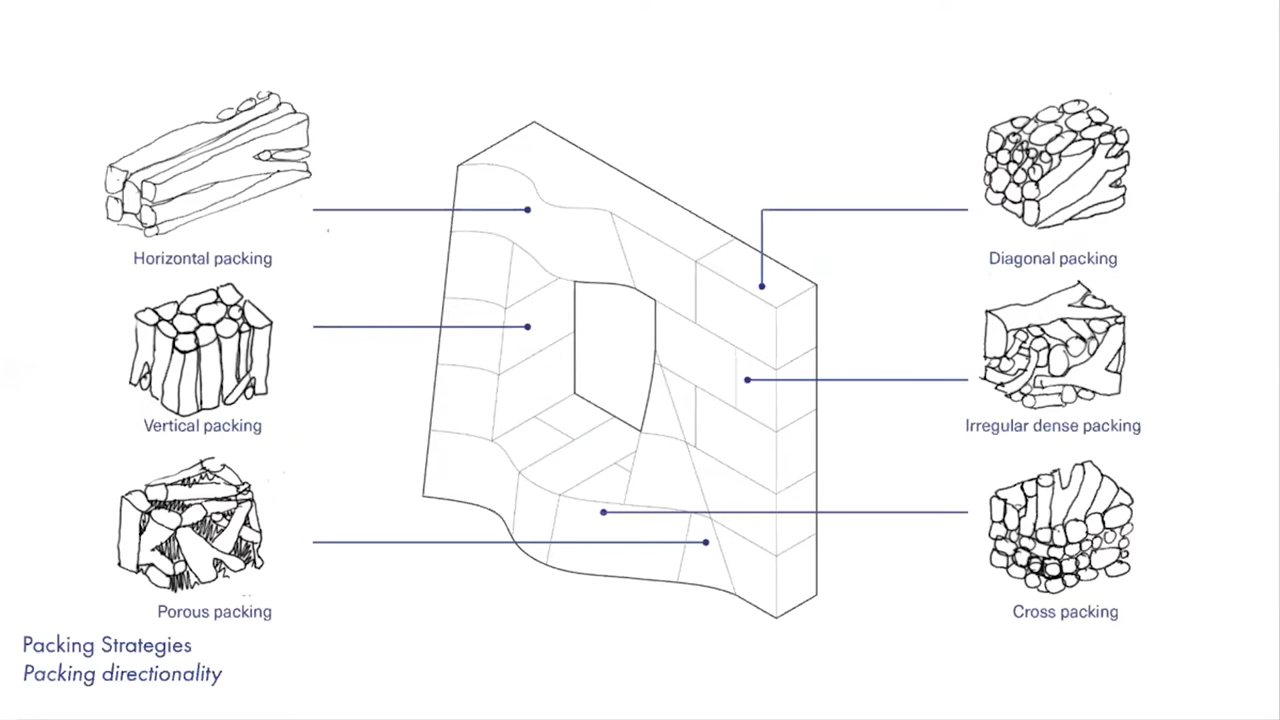 Horizontal packing
Diagonal packing
Vertical packing
Irregular dense packing
Porous packing
Cross packing
Packing Strategies
Packing directionality